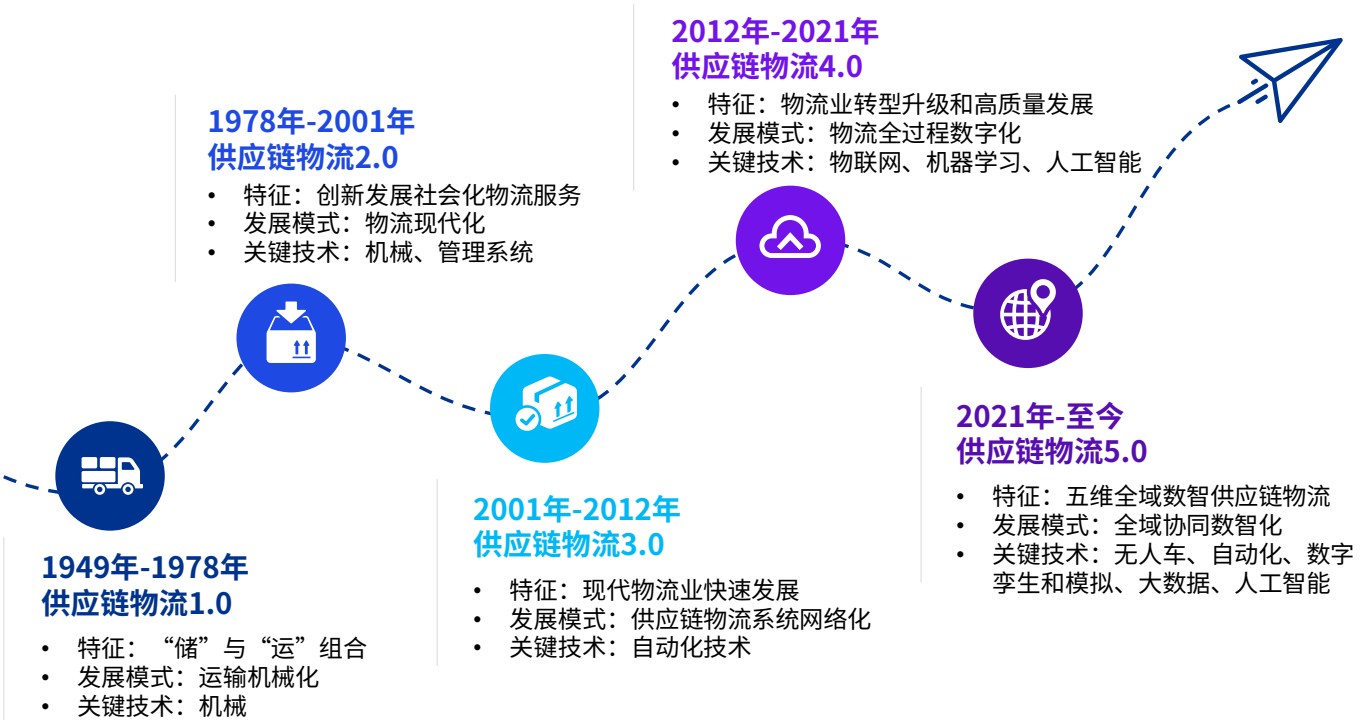 1949年-1978年
供应链物流1.0
• 特征：“储”与“运”组合
• 发展模式：运输机械化
• 关键技术：机械
1978年-2001年
供应链物流2.0
• 特征：创新发展社会化物流服务
• 发展模式：物流现代化
• 关键技术：机械、管理系统
2001年-2012年
供应链物流3.0
• 特征：现代物流业快速发展
• 发展模式：供应链物流系统网络化
• 关键技术：自动化技术
2012年-2021年
供应链物流4.0
• 特征：物流业转型升级和高质量发展
• 发展模式：物流全过程数字化
• 关键技术：物联网、机器学习、人工智能
2021年-至今
供应链物流5.0
• 特征：五维全域数智供应链物流
• 发展模式：全域协同数智化
• 关键技术：无人车、自动化、数字
孪生和模拟、大数据、人工智能